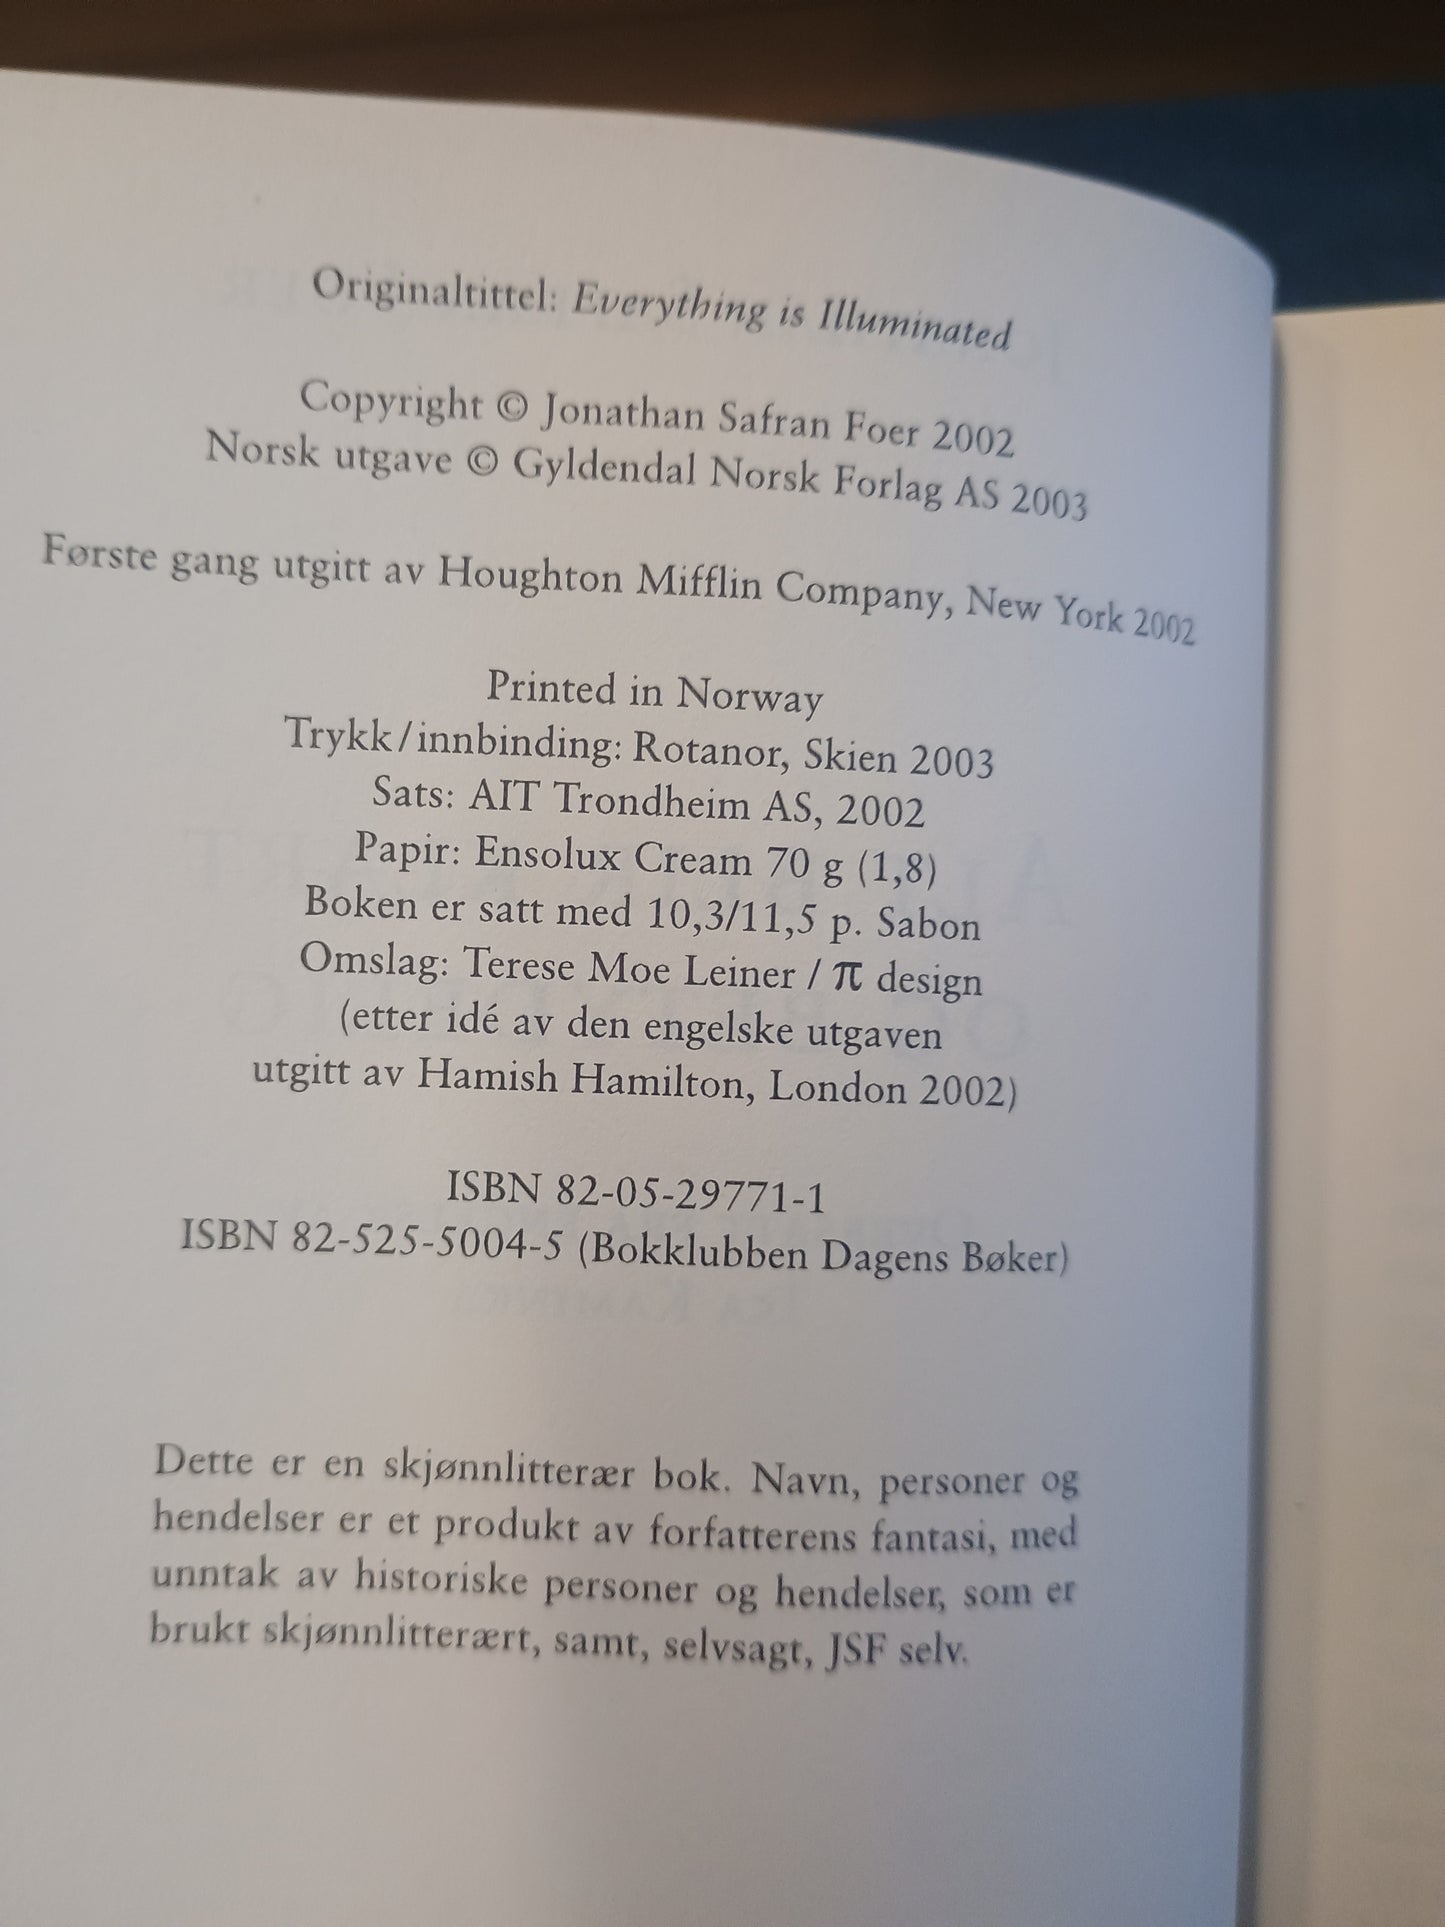 Originaltittel: Everything is Illuminated
Copyright © Jonathan Safran Foer 2002
Norsk utgave © Gyldendal Norsk Forlag AS 2003
Første gang utgitt av Houghton Mifflin Company, New York 2002
Printed in Norway
Trykk/innbinding: Rotanor, Skien 2003
Sats: AIT Trondheim AS, 2002
Papir: Ensolux Cream 70 g (1,8)
Boken er satt med 10,3/11,5 p. Sabon
Omslag: Terese Moe Leiner / π design
(etter idé av den engelske utgaven
utgitt av Hamish Hamilton, London 2002)
ISBN 82-05-29771-1
ISBN 82-525-5004-5 (Bokklubben Dagens Bøker)
Dette er en skjønnlitterær bok. Navn, personer og
hendelser er et produkt av forfatterens fantasi, med
unntak av historiske personer og hendelser, som er
brukt skjønnlitterært, samt, selvsagt, JSF selv.